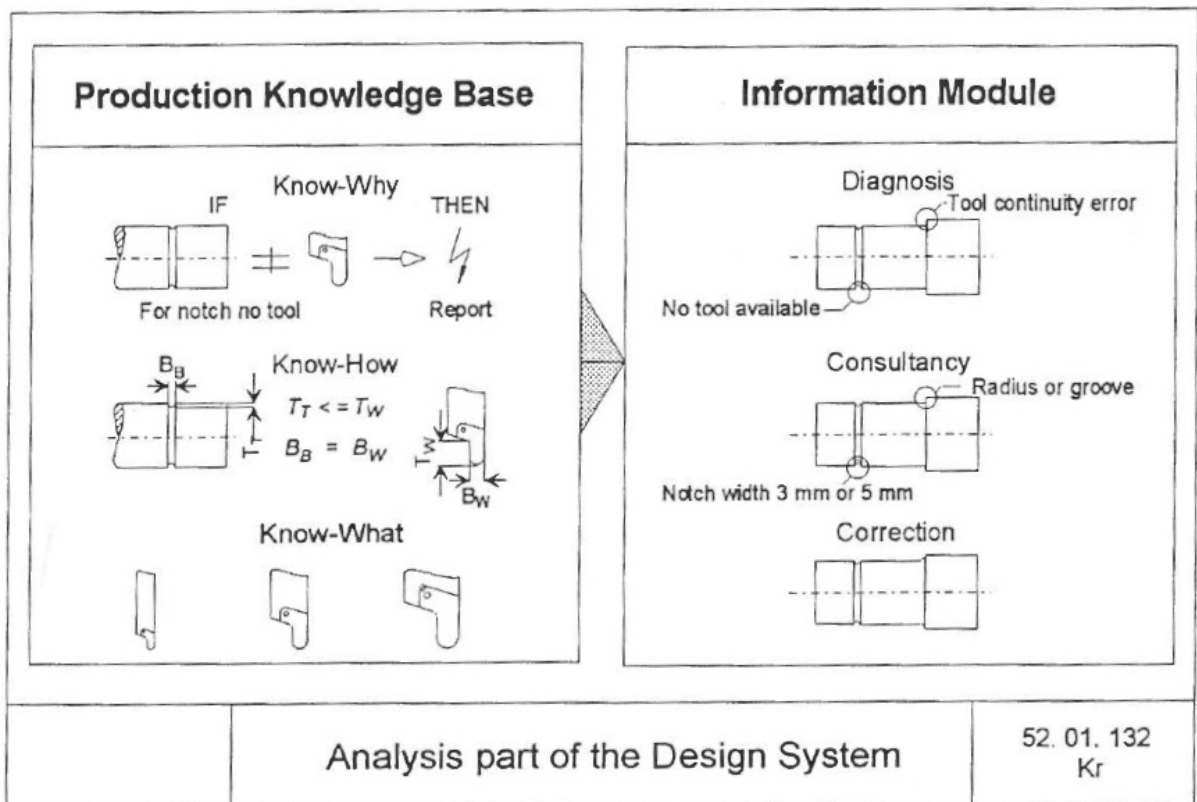 Production Knowledge Base
Know-Why
IF
THEN
For notch no tool
Report
Know-How
B_B
T_T
T_T <= T_W
B_B = B_W
T_W
B_W
Know-What
Information Module
Diagnosis
Tool continuity error
No tool available
Consultancy
Radius or groove
Notch width 3 mm or 5 mm
Correction
Analysis part of the Design System
52. 01. 132
Kr